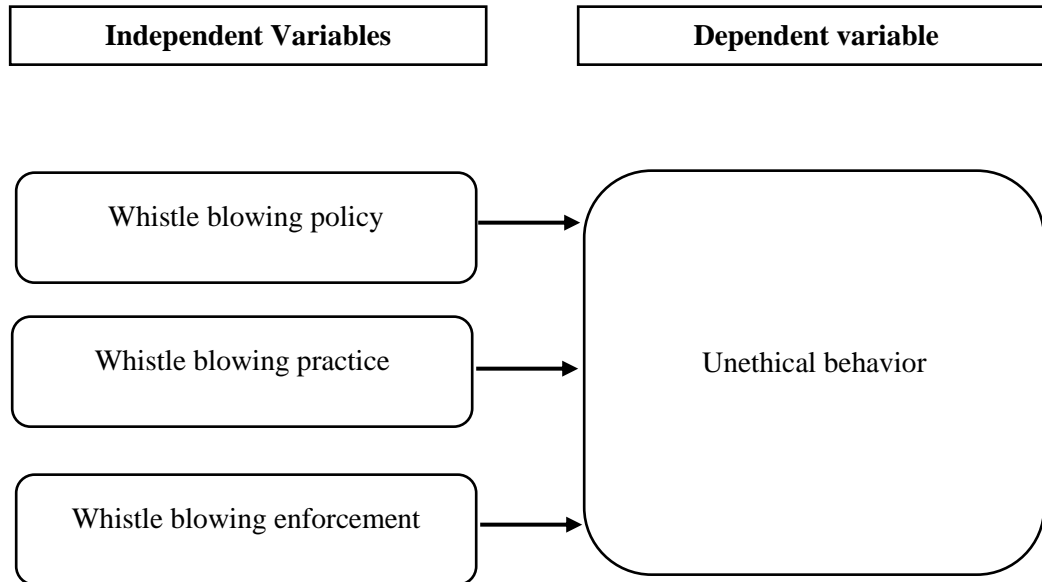 Independent Variables
Dependent variable
Whistle blowing policy
Whistle blowing practice
Unethical behavior
Whistle blowing enforcement